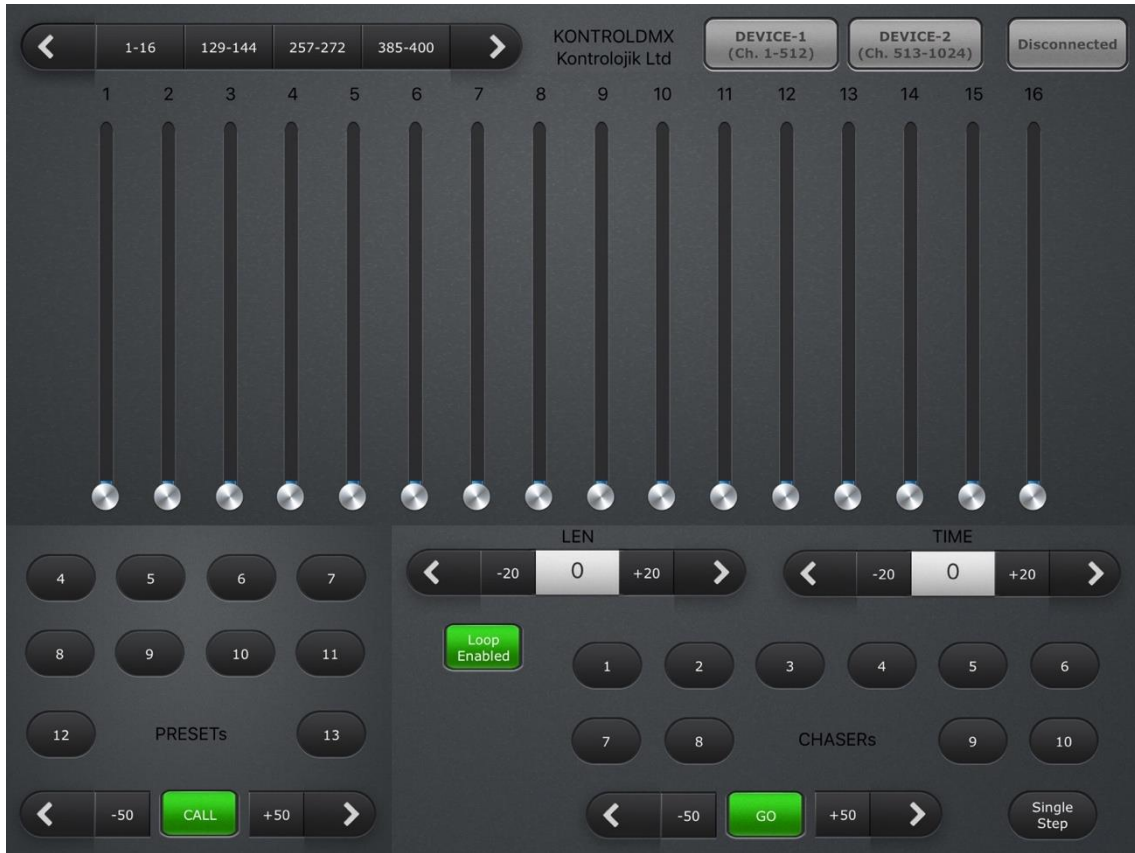 1-16 129-144 257-272 385-400
KONTROLDMX
Kontrolojik Ltd
DEVICE-1
(Ch. 1-512)
DEVICE-2
(Ch. 513-1024)
Disconnected
1 2 3 4 5 6 7 8 9 10 11 12 13 14 15 16
4 5 6 7
8 9 10 11
12 PRESETs 13
-50 CALL +50
LEN
-20 0 +20
TIME
-20 0 +20
Loop
Enabled
1 2 3 4 5 6
7 8 CHASERs 9 10
-50 GO +50
Single
Step